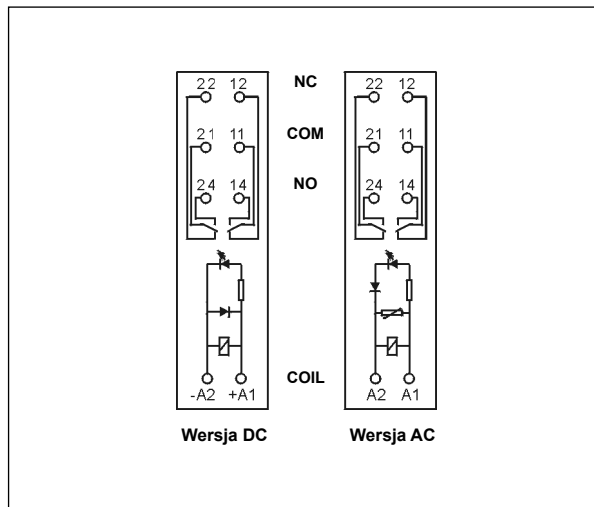 22 12 NC 22 12
21 11 COM 21 11
24 14 NO 24 14
COIL
-A2 +A1 A2 A1
Wersja DC Wersja AC